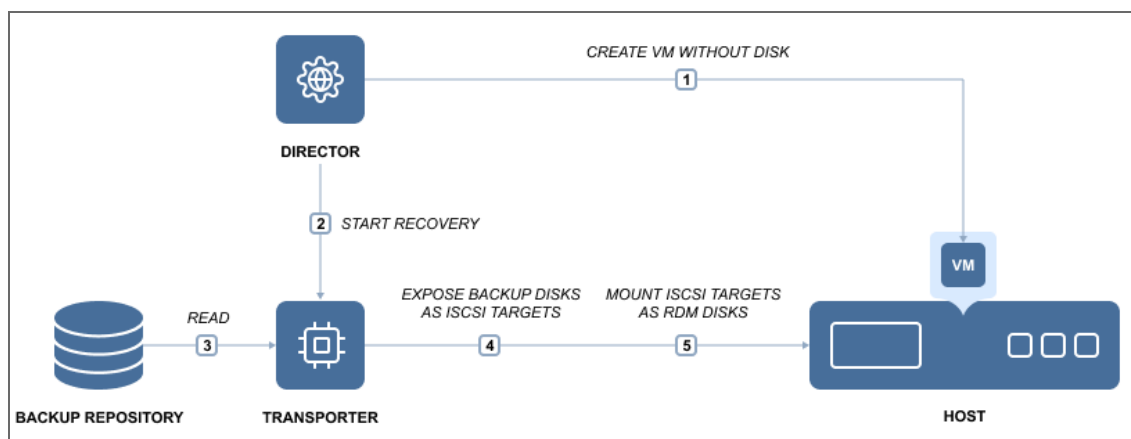 CREATE VM WITHOUT DISK
1
DIRECTOR
2
START RECOVERY
VM
READ
3
EXPOSE BACKUP DISKS
AS ISCSI TARGETS
4
MOUNT ISCSI TARGETS
AS RDM DISKS
5
BACKUP REPOSITORY
TRANSPORTER
HOST